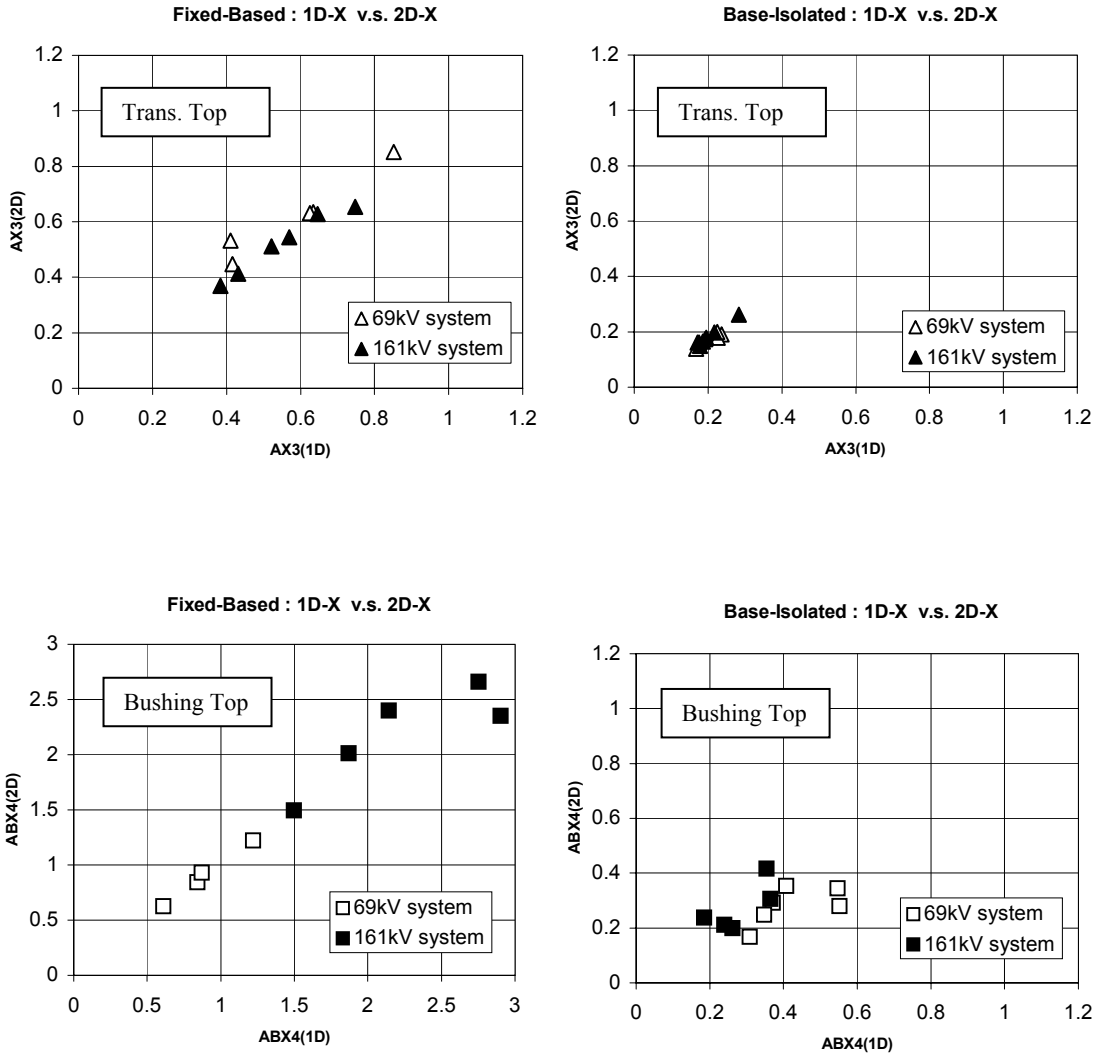 Fixed-Based : 1D-X v.s. 2D-X
1.2
1
0.8
0.6
0.4
0.2
0
Trans. Top
69kV system
161kV system
0 0.2 0.4 0.6 0.8 1 1.2
AX3(2D)
AX3(1D)
Base-Isolated : 1D-X v.s. 2D-X
1.2
1
0.8
0.6
0.4
0.2
0
Trans. Top
69kV system
161kV system
0 0.2 0.4 0.6 0.8 1 1.2
AX3(2D)
AX3(1D)
Fixed-Based : 1D-X v.s. 2D-X
3
2.5
2
1.5
1
0.5
0
Bushing Top
69kV system
161kV system
0 0.5 1 1.5 2 2.5 3
ABX4(2D)
ABX4(1D)
Base-Isolated : 1D-X v.s. 2D-X
1.2
1
0.8
0.6
0.4
0.2
0
Bushing Top
69kV system
161kV system
0 0.2 0.4 0.6 0.8 1 1.2
ABX4(2D)
ABX4(1D)